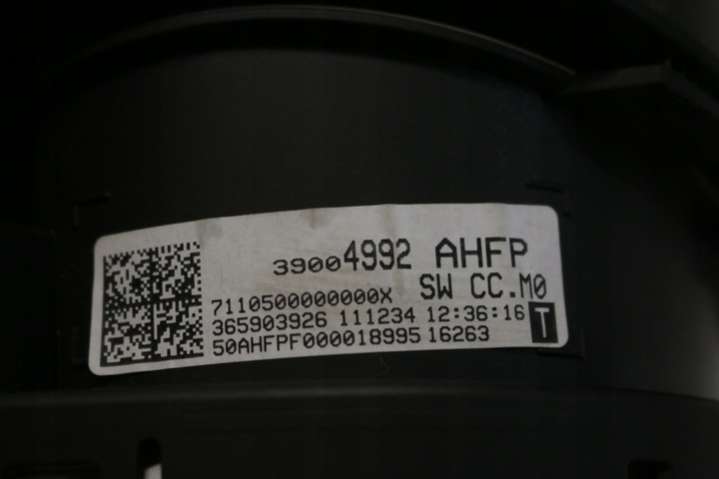 39004992 AHFP
7110500000000X SW CC.M0
365903926 111234 12:36:16 T
50AHFPF000018995 16263